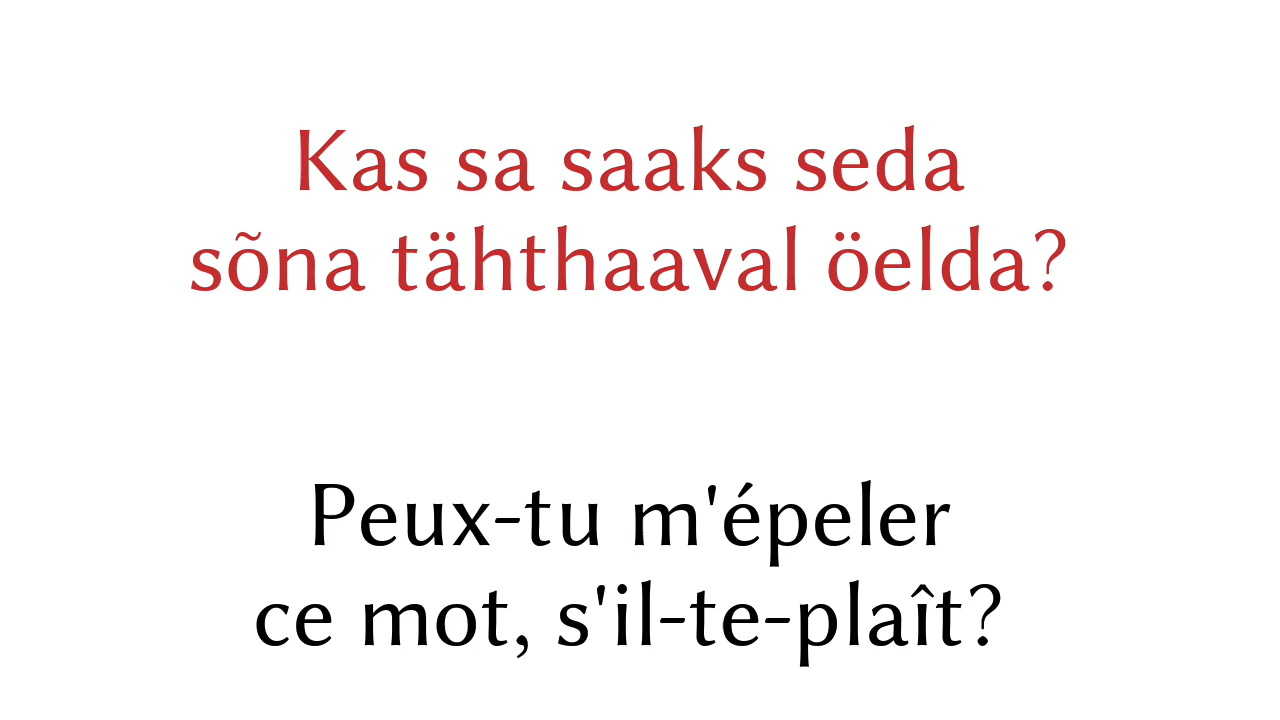 Kas sa saaks seda
sõna tähthaaval öelda?
Peux-tu m'épeler
ce mot, s'il-te-plaît?